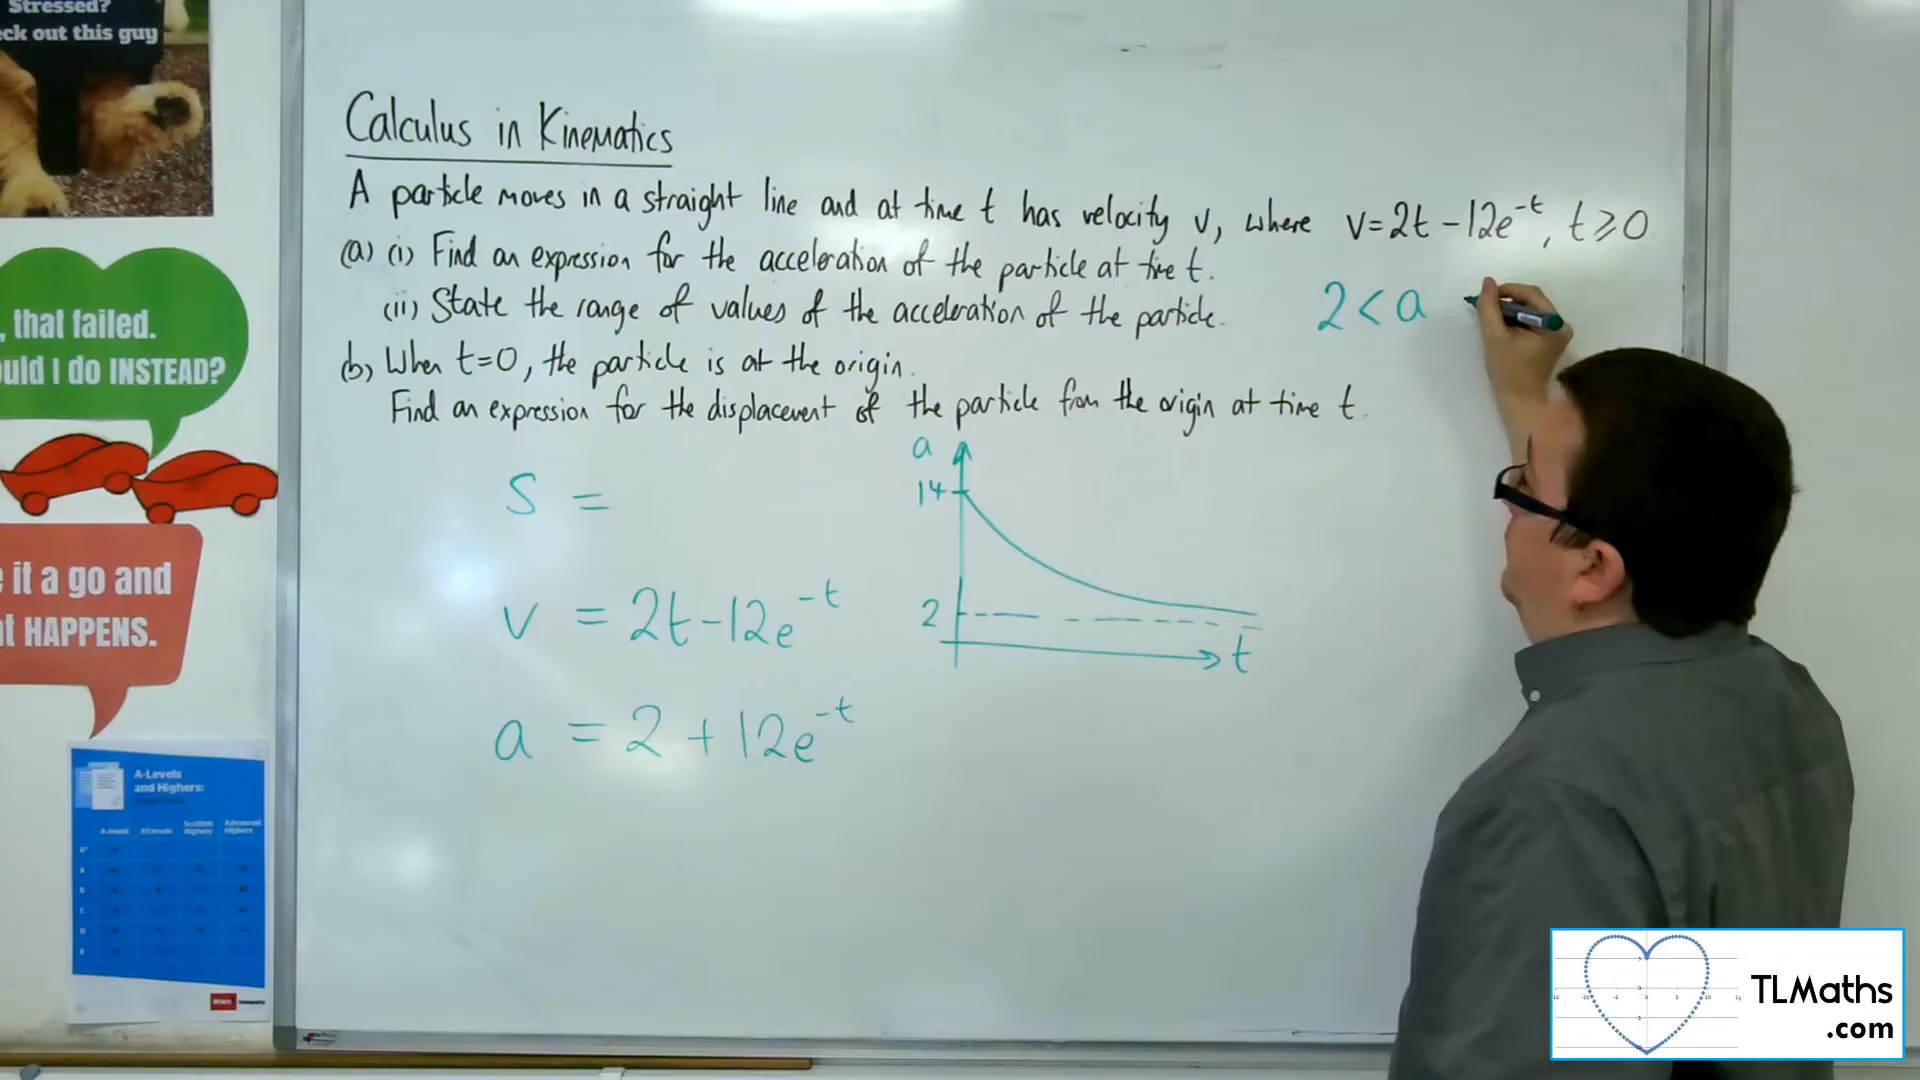 Stressed?
eck out this guy
, that failed.
ould I do INSTEAD?
e it a go and
at HAPPENS.
A-Levels
and Highers:
Calculus in Kinematics
A particle moves in a straight line and at time t has velocity v, where v=2t-12e^{-t}, t⩾0
(a) (i) Find an expression for the acceleration of the particle at time t.
(ii) State the range of values of the acceleration of the particle.
2 < a
(b) When t=0, the particle is at the origin.
Find an expression for the displacement of the particle from the origin at time t.
s =
v = 2t-12e^{-t}
a = 2 + 12e^{-t}
a
14
2
t
TLMaths
.com